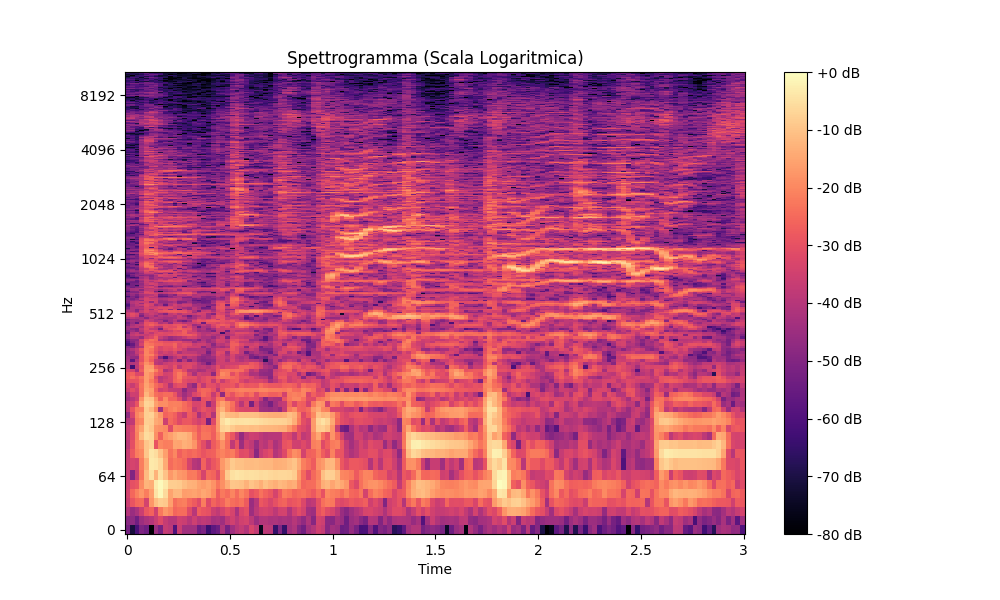 Spettrogramma (Scala Logaritmica)
8192
4096
2048
1024
512
256
128
64
0
Hz
0
0.5
1
1.5
2
2.5
3
Time
+0 dB
-10 dB
-20 dB
-30 dB
-40 dB
-50 dB
-60 dB
-70 dB
-80 dB